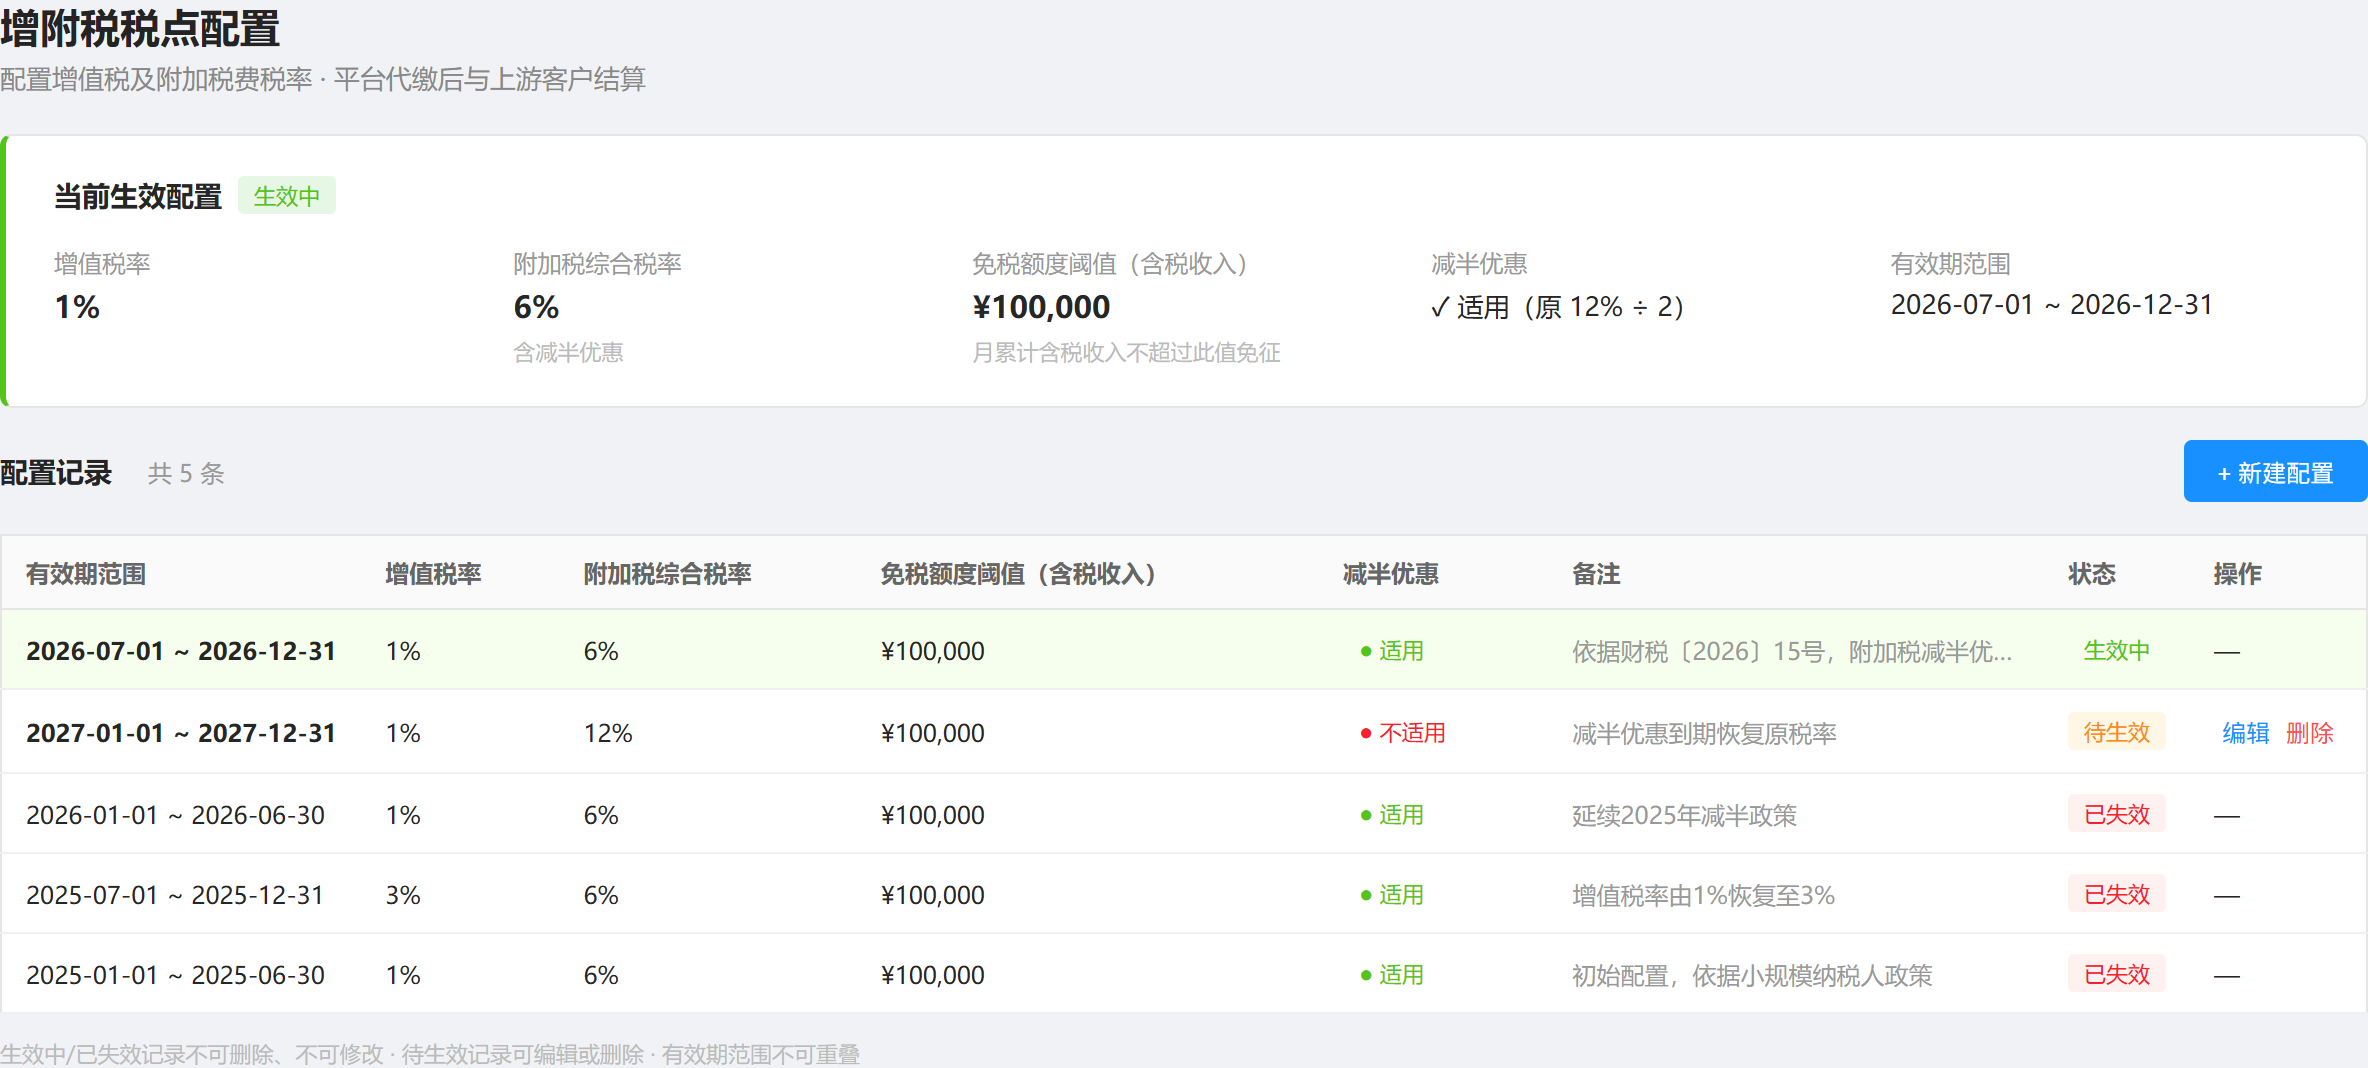 增附税税点配置
配置增值税及附加税费税率 · 平台代缴后与上游客户结算
当前生效配置 生效中
增值税率 附加税综合税率 免税额度阈值（含税收入） 减半优惠 有效期范围
1% 6% ¥100,000 ✓ 适用（原 12% ÷ 2） 2026-07-01 ~ 2026-12-31
含减半优惠 月累计含税收入不超过此值免征
配置记录 共 5 条 + 新建配置
有效期范围 增值税率 附加税综合税率 免税额度阈值（含税收入） 减半优惠 备注 状态 操作
2026-07-01 ~ 2026-12-31 1% 6% ¥100,000 ● 适用 依据财税〔2026〕15号，附加税减半优... 生效中 —
2027-01-01 ~ 2027-12-31 1% 12% ¥100,000 ● 不适用 减半优惠到期恢复原税率 待生效 编辑 删除
2026-01-01 ~ 2026-06-30 1% 6% ¥100,000 ● 适用 延续2025年减半政策 已失效 —
2025-07-01 ~ 2025-12-31 3% 6% ¥100,000 ● 适用 增值税率由1%恢复至3% 已失效 —
2025-01-01 ~ 2025-06-30 1% 6% ¥100,000 ● 适用 初始配置，依据小规模纳税人政策 已失效 —
生效中/已失效记录不可删除、不可修改 · 待生效记录可编辑或删除 · 有效期范围不可重叠